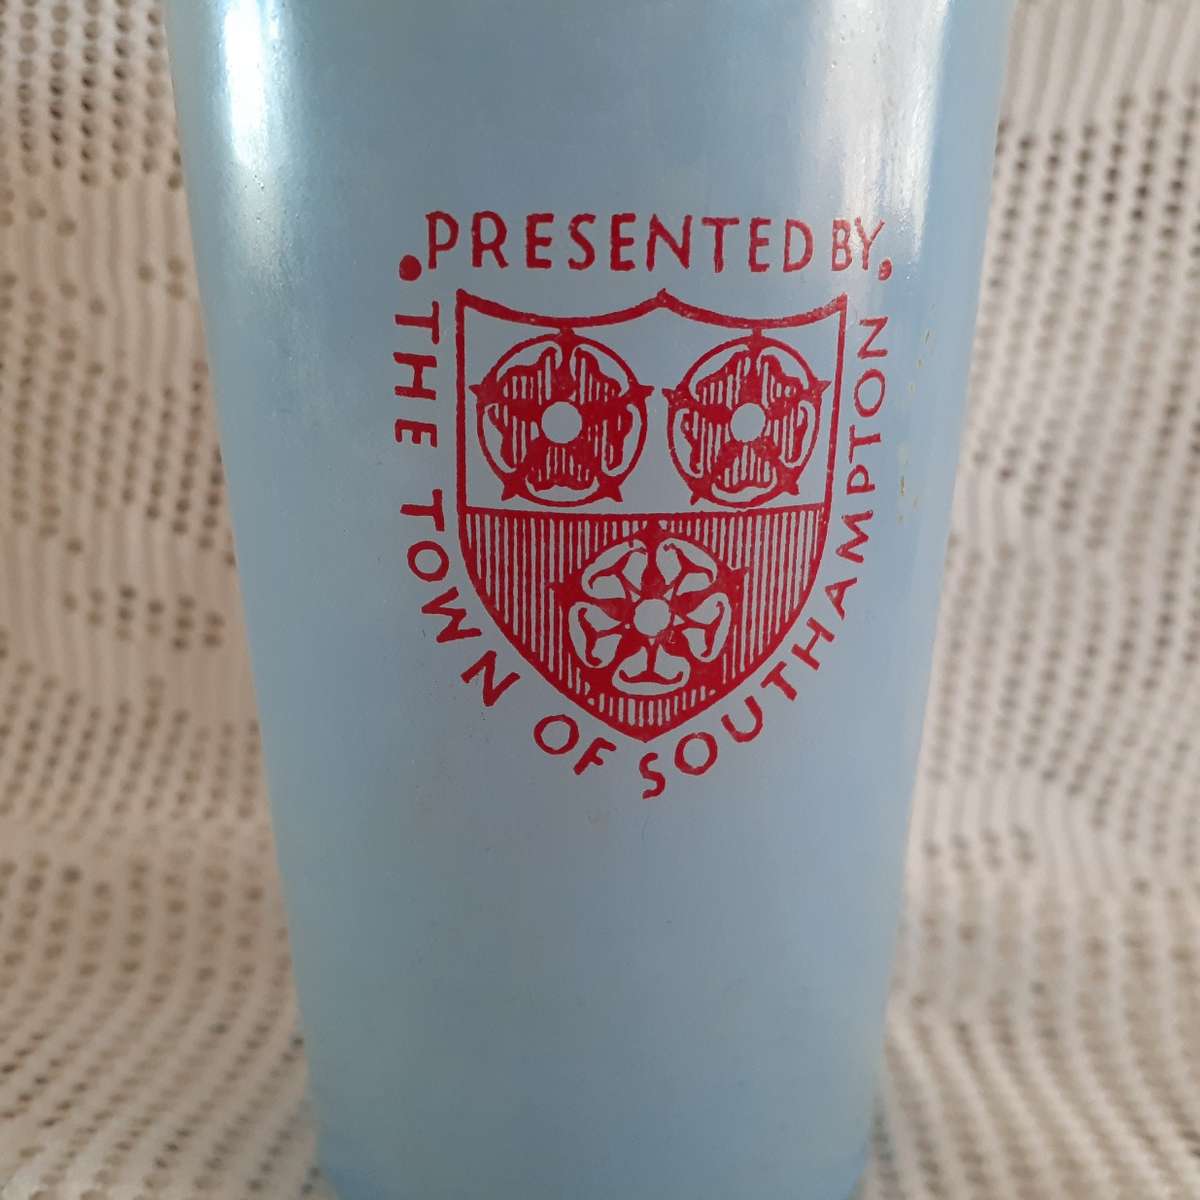 PRESENTED BY.
. THE TOWN OF SOUTHAMPTON